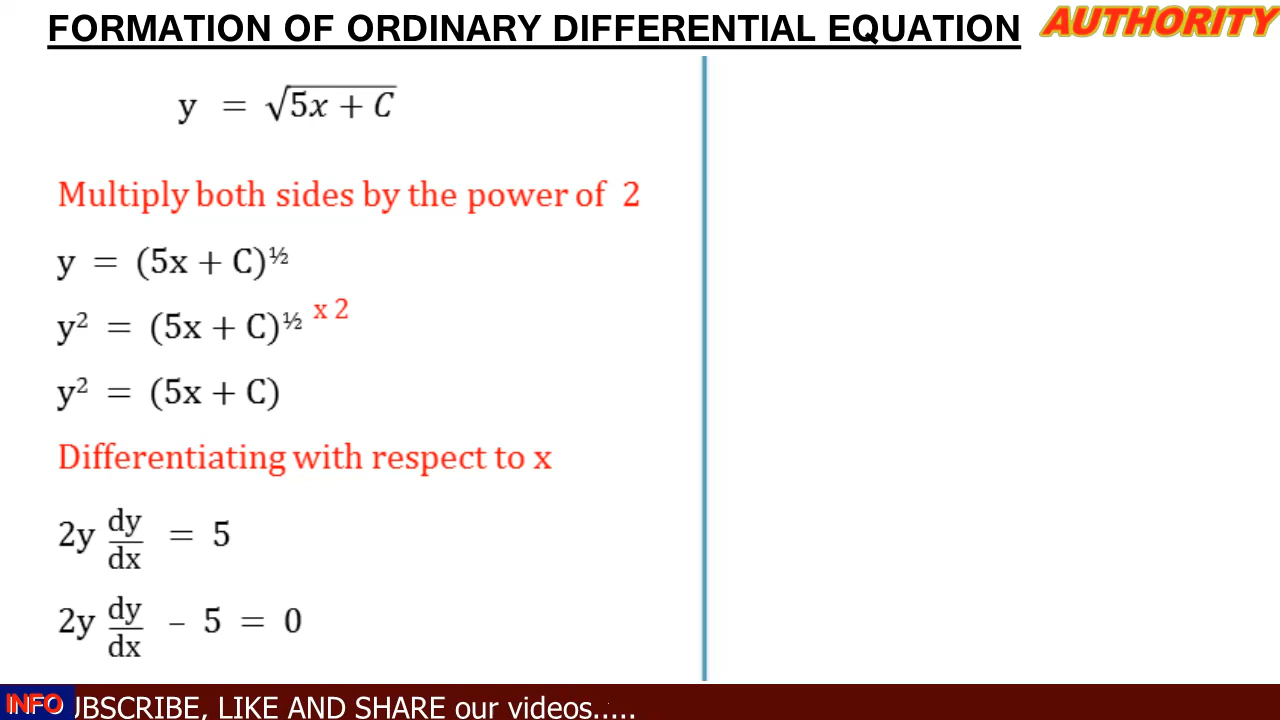 FORMATION OF ORDINARY DIFFERENTIAL EQUATION
AUTHORITY
y = √5x + C
Multiply both sides by the power of 2
y = (5x + C)½
y² = (5x + C)½ x 2
y² = (5x + C)
Differentiating with respect to x
2y dy/dx = 5
2y dy/dx – 5 = 0
INFO UBSCRIBE, LIKE AND SHARE our videos.....